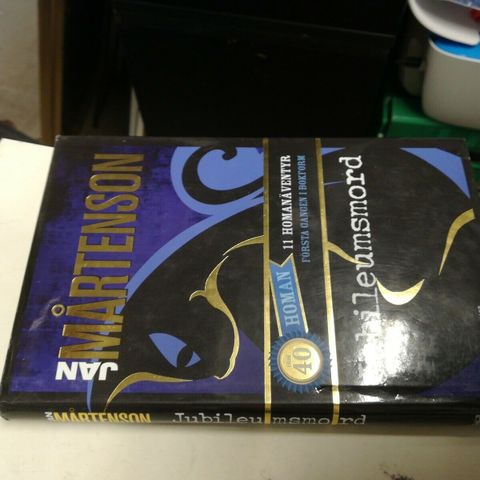 JAN
MÅRTENSON
11 HOMANÄVENTYR
FÖRSTA GÅNGEN I BOKFORM
HOMAN
40
Jubileumsmord
JAN
MÅRTENSON
Jubileumsmord